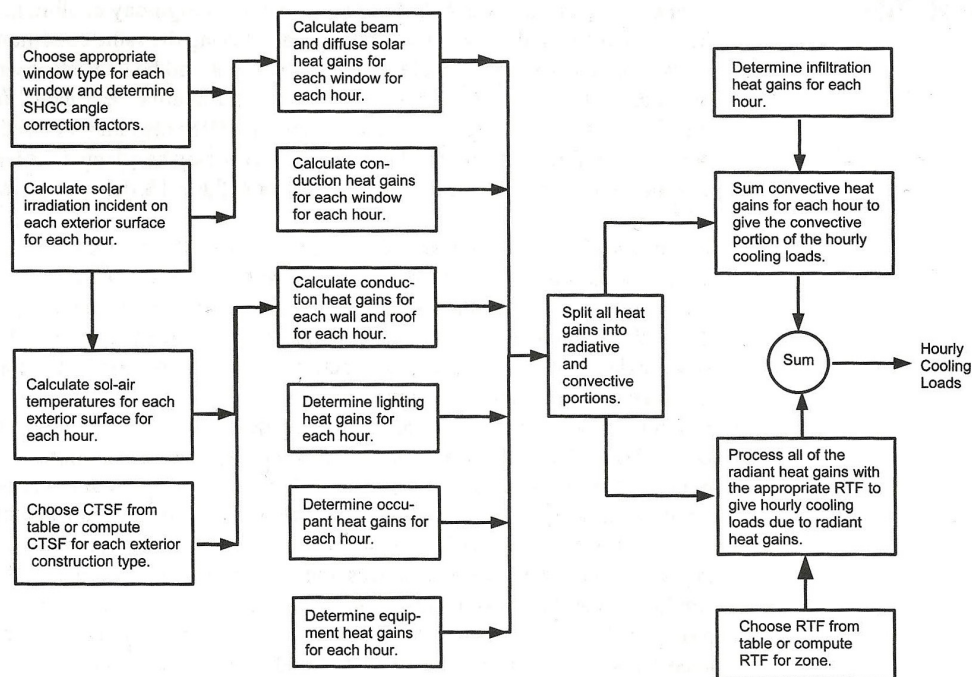 Choose appropriate
window type for each
window and determine
SHGC angle
correction factors.
Calculate solar
irradiation incident on
each exterior surface
for each hour.
Calculate sol-air
temperatures for each
exterior surface for
each hour.
Choose CTSF from
table or compute
CTSF for each exterior
construction type.
Calculate beam
and diffuse solar
heat gains for
each window for
each hour.
Calculate con-
duction heat gains
for each window
for each hour.
Calculate conduc-
tion heat gains for
each wall and roof
for each hour.
Determine lighting
heat gains for
each hour.
Determine occu-
pant heat gains for
each hour.
Determine equip-
ment heat gains
for each hour.
Split all heat
gains into
radiative
and
convective
portions.
Determine infiltration
heat gains for each
hour.
Sum convective heat
gains for each hour to
give the convective
portion of the hourly
cooling loads.
Sum
Hourly
Cooling
Loads
Process all of the
radiant heat gains with
the appropriate RTF to
give hourly cooling
loads due to radiant
heat gains.
Choose RTF from
table or compute
RTF for zone.